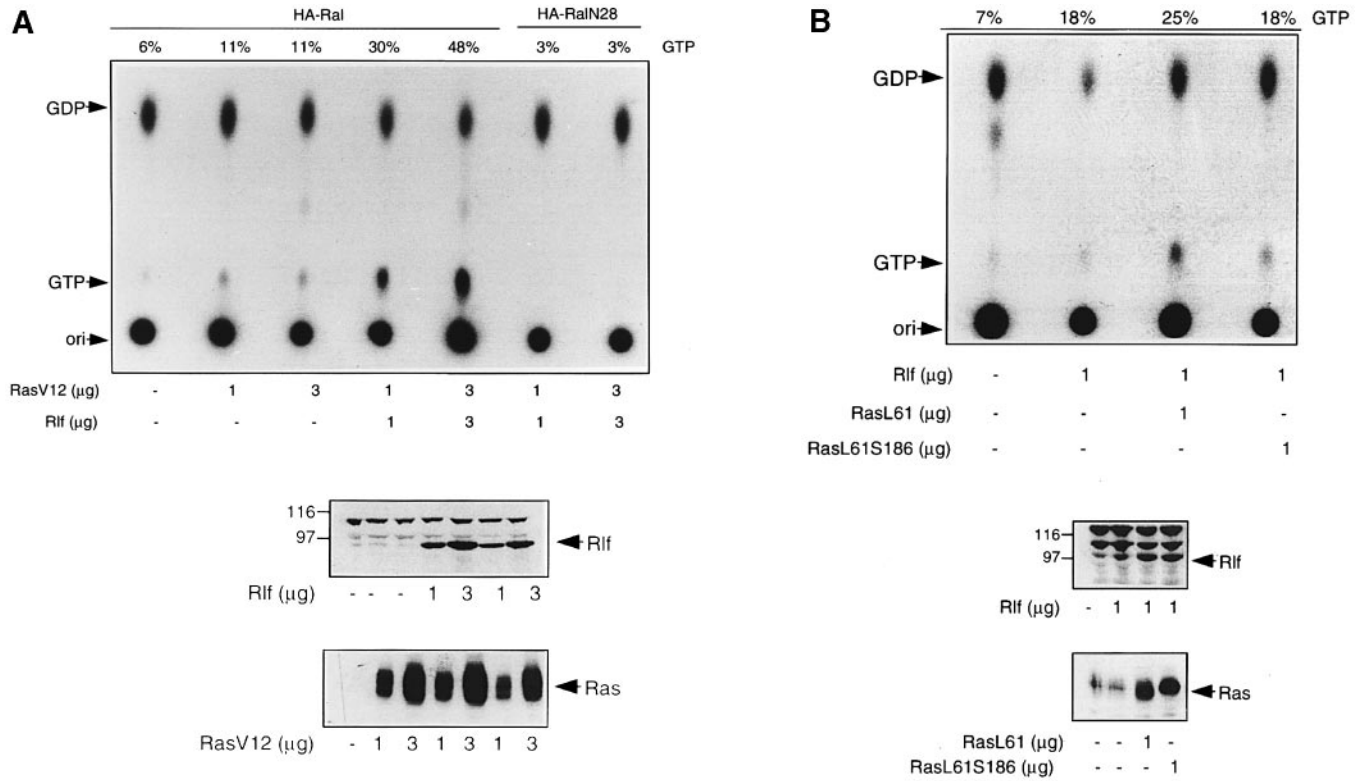 A
HA-Ral HA-RalN28
6% 11% 11% 30% 48% 3% 3% GTP
GDP
GTP
ori
RasV12 (µg) - 1 3 1 3 1 3
Rlf (µg) - - - 1 3 1 3
116
97
Rlf
Rlf (µg) - - - 1 3 1 3
Ras
RasV12 (µg) - 1 3 1 3 1 3
B
7% 18% 25% 18% GTP
GDP
GTP
ori
Rlf (µg) - 1 1 1
RasL61 (µg) - - 1 -
RasL61S186 (µg) - - - 1
116
97
Rlf
Rlf (µg) - 1 1 1
Ras
RasL61 (µg) - - 1 -
RasL61S186 (µg) - - - 1